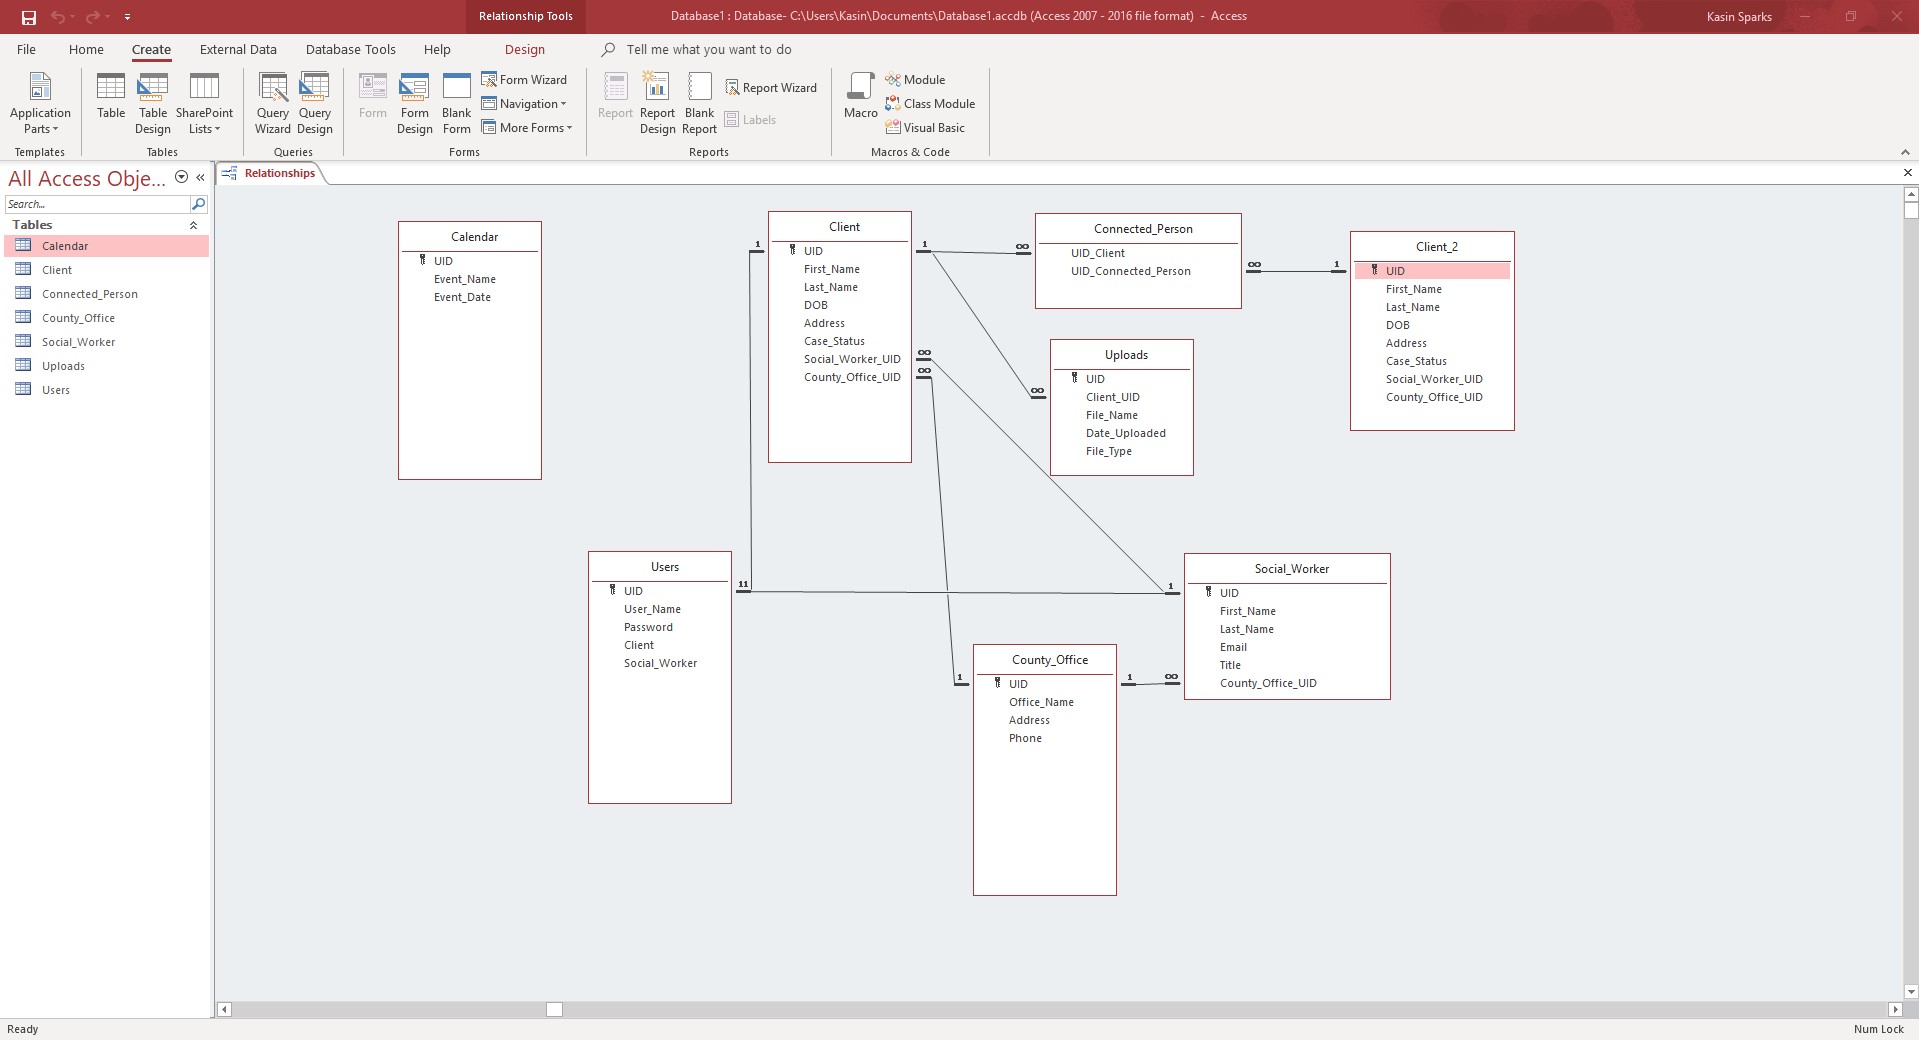 Relationship Tools
Database1 : Database- C:\Users\Kasin\Documents\Database1.accdb (Access 2007 - 2016 file format) - Access
Kasin Sparks
File Home Create External Data Database Tools Help Design Tell me what you want to do
Application Parts
Templates
Table
Table Design
SharePoint Lists
Tables
Query Wizard
Query Design
Queries
Form
Form Design
Blank Form
Form Wizard
Navigation
More Forms
Forms
Report
Report Design
Blank Report
Report Wizard
Labels
Reports
Macro
Module
Class Module
Visual Basic
Macros & Code
All Access Obje...
Search...
Tables
Calendar
Client
Connected_Person
County_Office
Social_Worker
Uploads
Users
Relationships
Calendar
UID
Event_Name
Event_Date
Client
UID
First_Name
Last_Name
DOB
Address
Case_Status
Social_Worker_UID
County_Office_UID
1
1
∞
∞
∞
Connected_Person
UID_Client
UID_Connected_Person
∞
1
Client_2
UID
First_Name
Last_Name
DOB
Address
Case_Status
Social_Worker_UID
County_Office_UID
Uploads
UID
Client_UID
File_Name
Date_Uploaded
File_Type
∞
Users
UID
User_Name
Password
Client
Social_Worker
11
1
Social_Worker
UID
First_Name
Last_Name
Email
Title
County_Office_UID
1
County_Office
UID
Office_Name
Address
Phone
1
∞
Ready
Num Lock